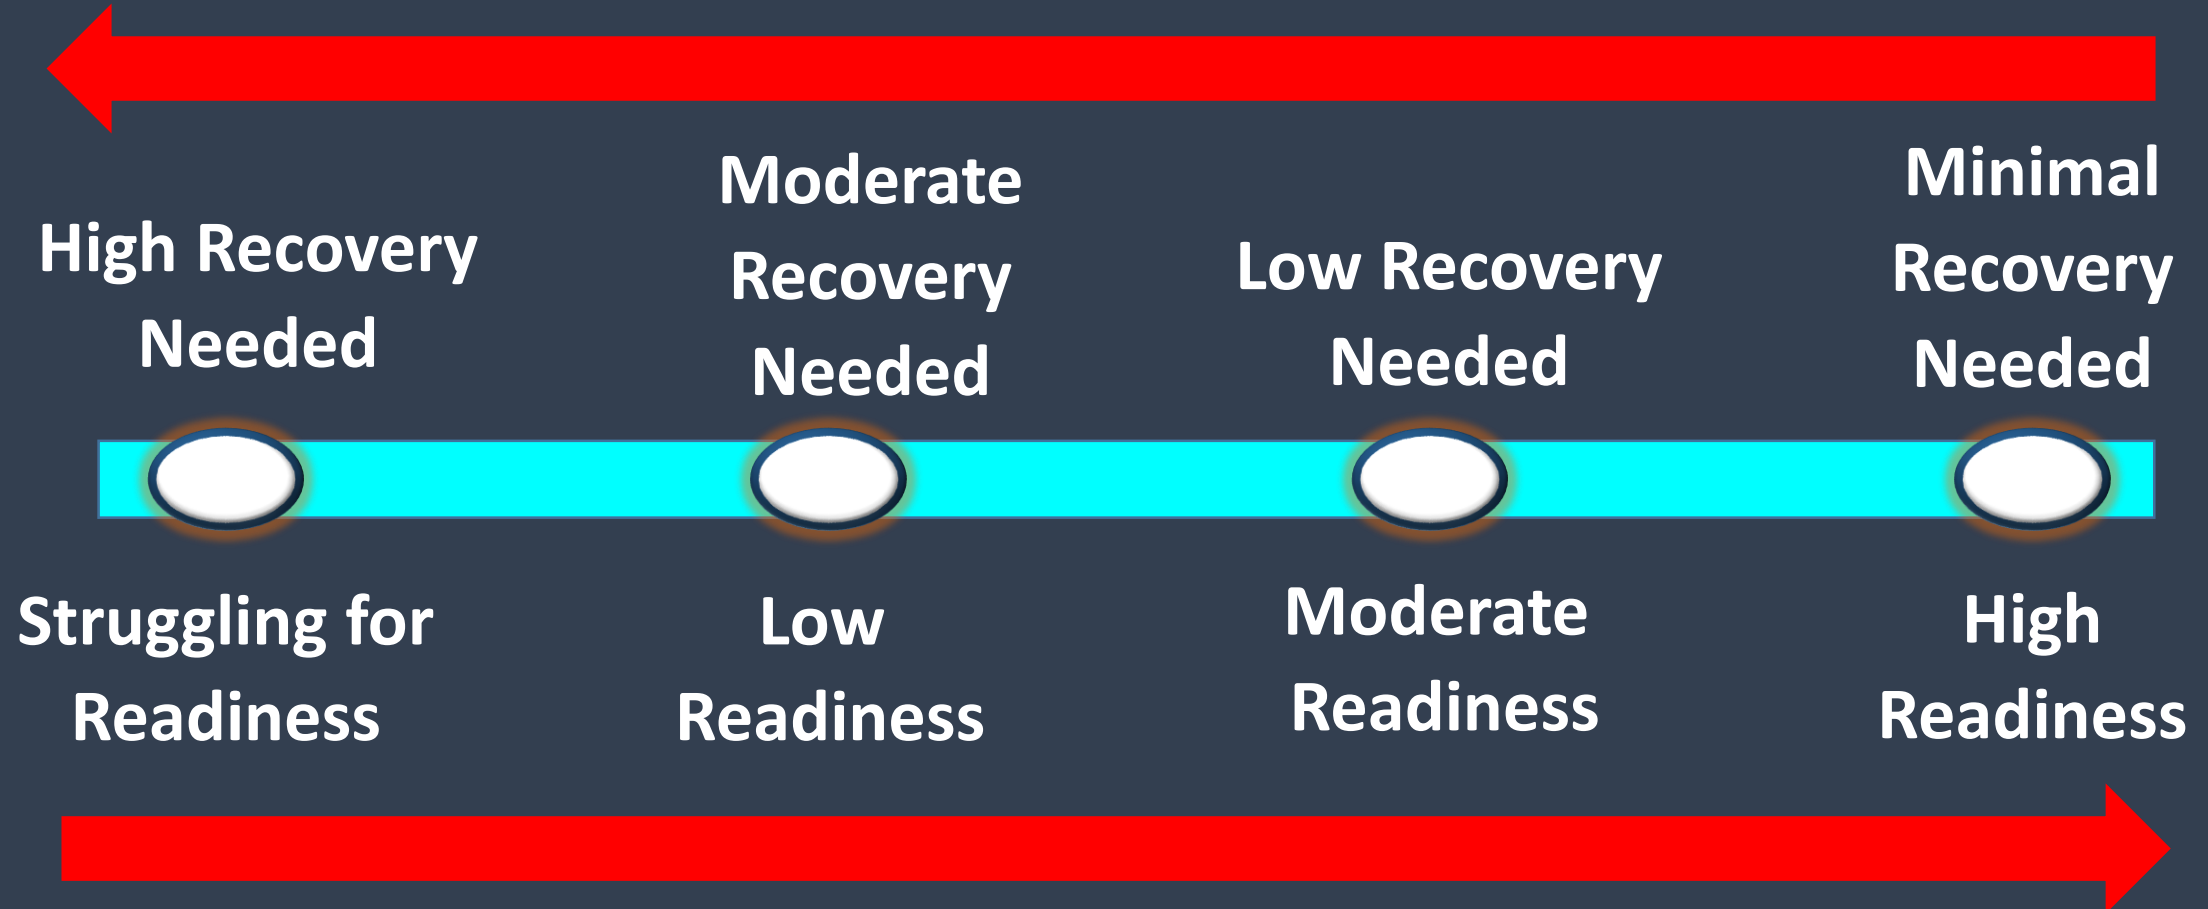 High Recovery
Needed
Moderate
Recovery
Needed
Low Recovery
Needed
Minimal
Recovery
Needed
Struggling for
Readiness
Low
Readiness
Moderate
Readiness
High
Readiness